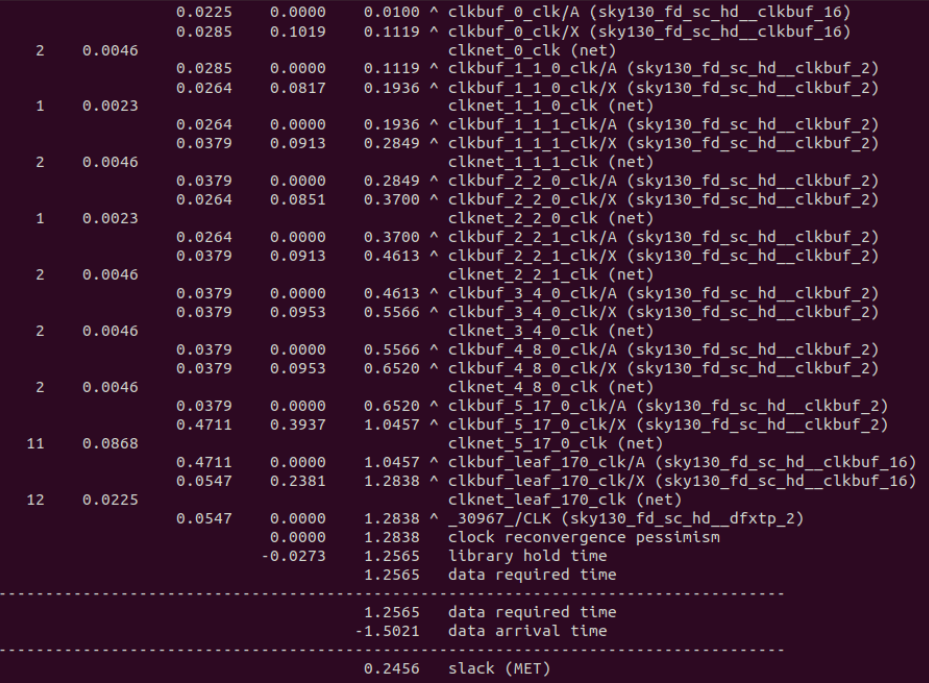 0.0225 0.0000 0.0100 ^ clkbuf_0_clk/A (sky130_fd_sc_hd__clkbuf_16)
0.0285 0.1019 0.1119 ^ clkbuf_0_clk/X (sky130_fd_sc_hd__clkbuf_16)
2 0.0046 clknet_0_clk (net)
0.0285 0.0000 0.1119 ^ clkbuf_1_1_0_clk/A (sky130_fd_sc_hd__clkbuf_2)
0.0264 0.0817 0.1936 ^ clkbuf_1_1_0_clk/X (sky130_fd_sc_hd__clkbuf_2)
1 0.0023 clknet_1_1_0_clk (net)
0.0264 0.0000 0.1936 ^ clkbuf_1_1_1_clk/A (sky130_fd_sc_hd__clkbuf_2)
0.0379 0.0913 0.2849 ^ clkbuf_1_1_1_clk/X (sky130_fd_sc_hd__clkbuf_2)
2 0.0046 clknet_1_1_1_clk (net)
0.0379 0.0000 0.2849 ^ clkbuf_2_2_0_clk/A (sky130_fd_sc_hd__clkbuf_2)
0.0264 0.0851 0.3700 ^ clkbuf_2_2_0_clk/X (sky130_fd_sc_hd__clkbuf_2)
1 0.0023 clknet_2_2_0_clk (net)
0.0264 0.0000 0.3700 ^ clkbuf_2_2_1_clk/A (sky130_fd_sc_hd__clkbuf_2)
0.0379 0.0913 0.4613 ^ clkbuf_2_2_1_clk/X (sky130_fd_sc_hd__clkbuf_2)
2 0.0046 clknet_2_2_1_clk (net)
0.0379 0.0000 0.4613 ^ clkbuf_3_4_0_clk/A (sky130_fd_sc_hd__clkbuf_2)
0.0379 0.0953 0.5566 ^ clkbuf_3_4_0_clk/X (sky130_fd_sc_hd__clkbuf_2)
2 0.0046 clknet_3_4_0_clk (net)
0.0379 0.0000 0.5566 ^ clkbuf_4_8_0_clk/A (sky130_fd_sc_hd__clkbuf_2)
0.0379 0.0953 0.6520 ^ clkbuf_4_8_0_clk/X (sky130_fd_sc_hd__clkbuf_2)
2 0.0046 clknet_4_8_0_clk (net)
0.0379 0.0000 0.6520 ^ clkbuf_5_17_0_clk/A (sky130_fd_sc_hd__clkbuf_2)
0.4711 0.3937 1.0457 ^ clkbuf_5_17_0_clk/X (sky130_fd_sc_hd__clkbuf_2)
11 0.0868 clknet_5_17_0_clk (net)
0.4711 0.0000 1.0457 ^ clkbuf_leaf_170_clk/A (sky130_fd_sc_hd__clkbuf_16)
0.0547 0.2381 1.2838 ^ clkbuf_leaf_170_clk/X (sky130_fd_sc_hd__clkbuf_16)
12 0.0225 clknet_leaf_170_clk (net)
0.0547 0.0000 1.2838 ^ _30967_/CLK (sky130_fd_sc_hd__dfxtp_2)
0.0000 1.2838 clock reconvergence pessimism
-0.0273 1.2565 library hold time
1.2565 data required time
-------------------------------------------------------------------------------------
1.2565 data required time
-1.5021 data arrival time
-------------------------------------------------------------------------------------
0.2456 slack (MET)